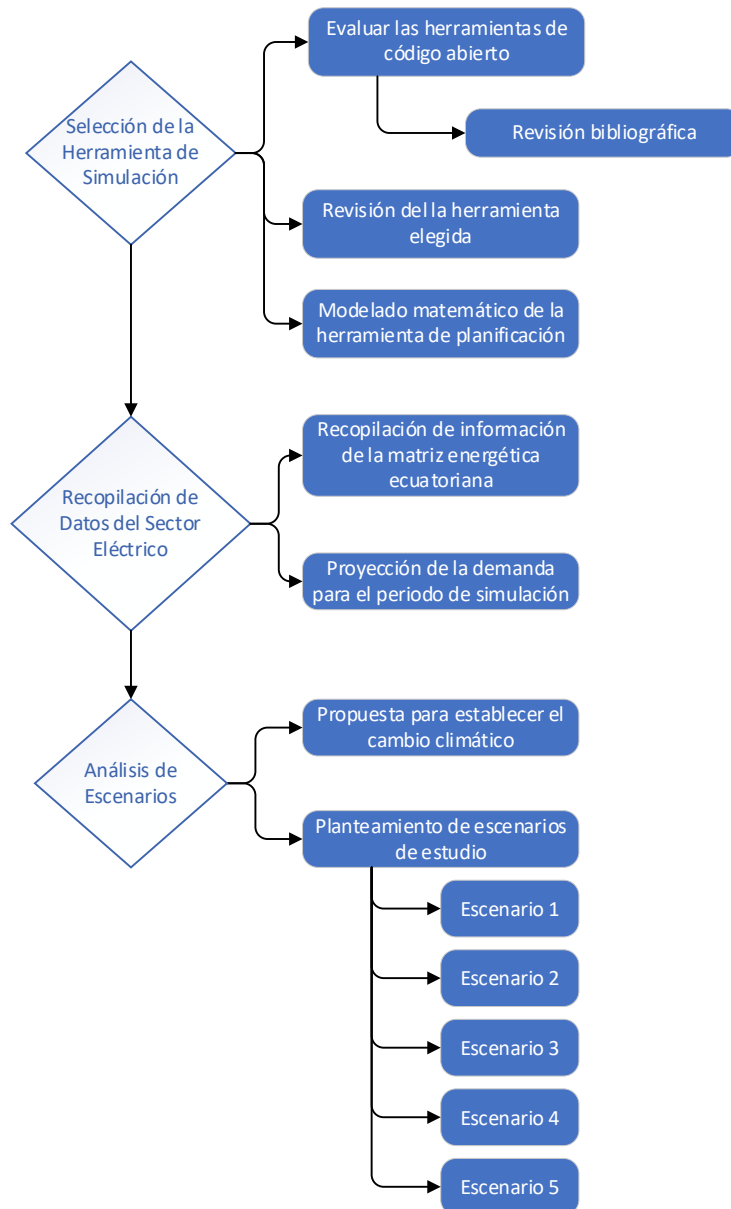 Selección de la
Herramienta de
Simulación
Evaluar las herramientas de
código abierto
Revisión bibliográfica
Revisión del la herramienta
elegida
Modelado matemático de la
herramienta de planificación
Recopilación de
Datos del Sector
Eléctrico
Recopilación de información
de la matriz energética
ecuatoriana
Proyección de la demanda
para el periodo de simulación
Análisis de
Escenarios
Propuesta para establecer el
cambio climático
Planteamiento de escenarios
de estudio
Escenario 1
Escenario 2
Escenario 3
Escenario 4
Escenario 5